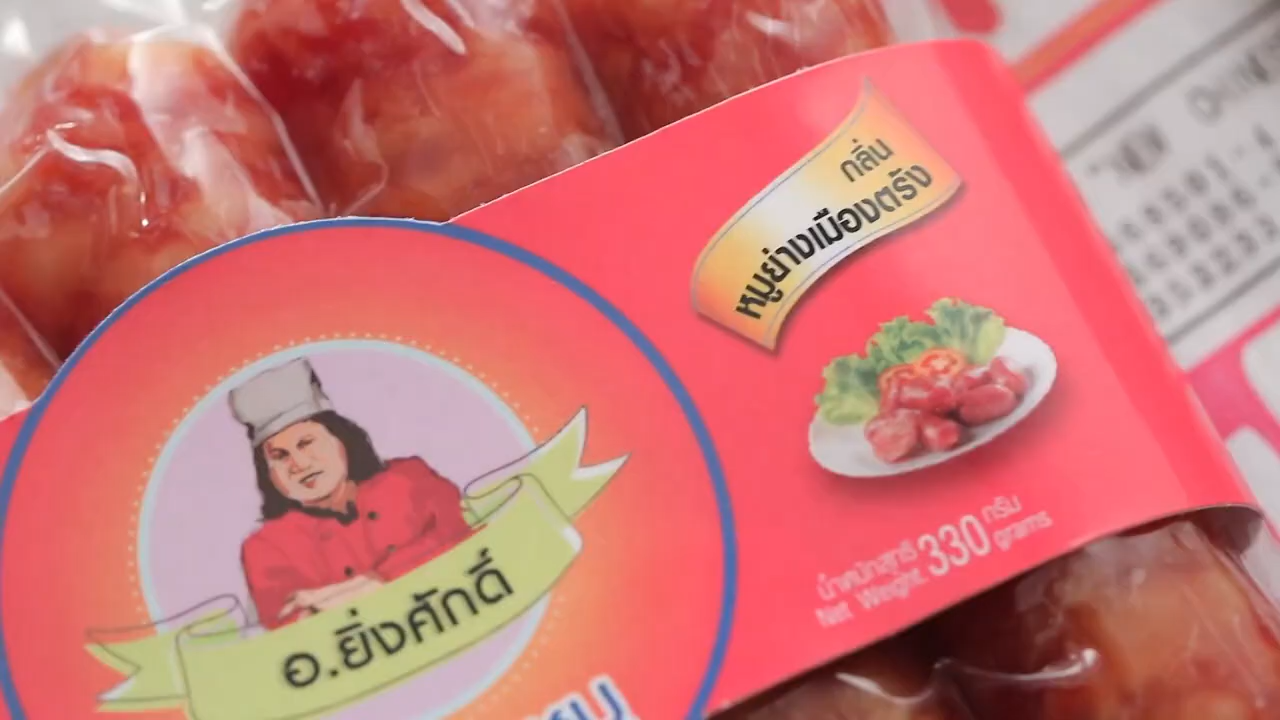 กลิ่น
หมูย่างเมืองตรัง
อ.ยิ่งศักดิ์
น้ำหนักสุทธิ 330 กรัม
Net Weight. grams